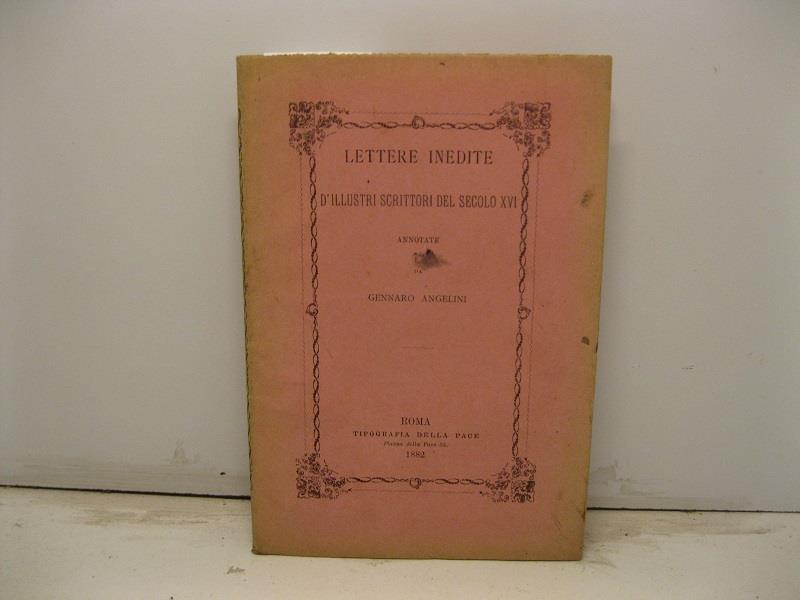 LETTERE INEDITE
D'ILLUSTRI SCRITTORI DEL SECOLO XVI
ANNOTATE
DA
GENNARO ANGELINI
ROMA
TIPOGRAFIA DELLA PACE
Piazza della Pace
1882